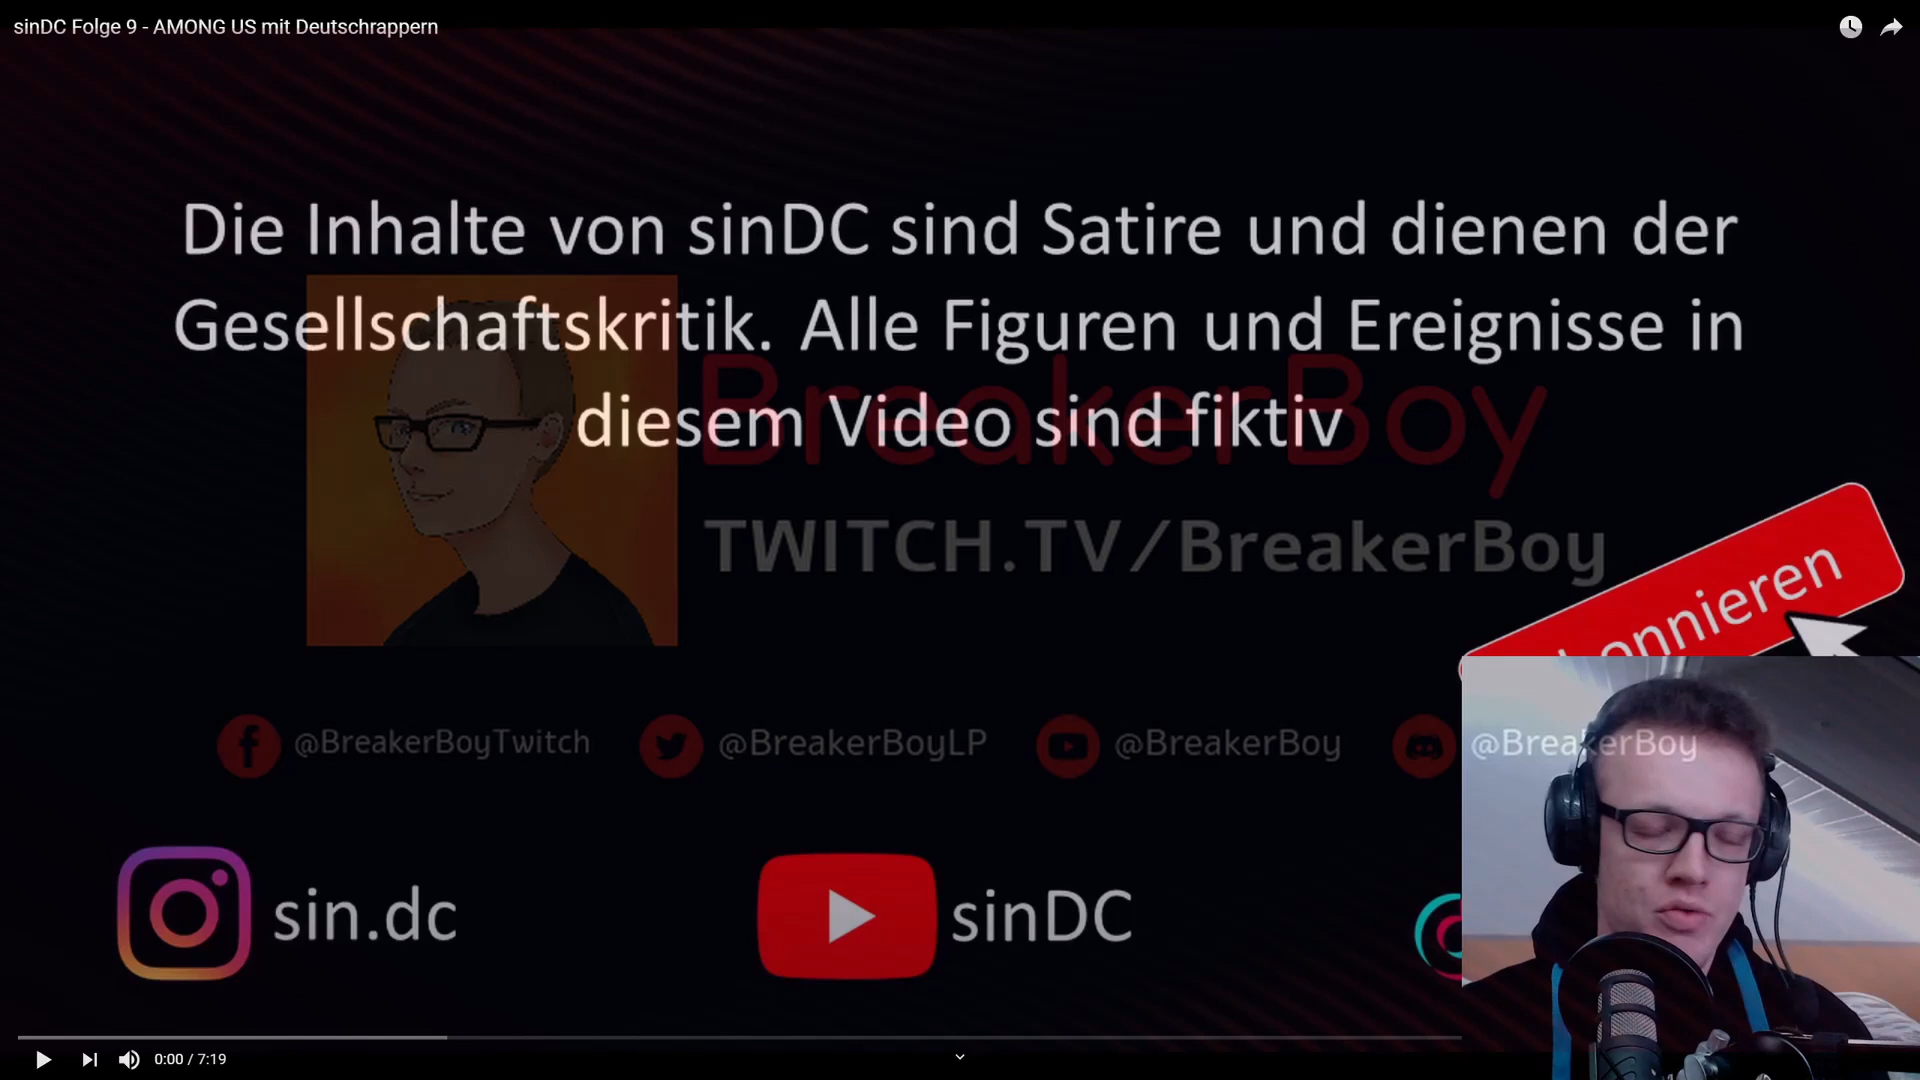 sinDC Folge 9 - AMONG US mit Deutschrappern
Die Inhalte von sinDC sind Satire und dienen der
Gesellschaftskritik. Alle Figuren und Ereignisse in
diesem Video sind fiktiv
BreakerBoy
TWITCH.TV/BreakerBoy
onnieren
@BreakerBoyTwitch
@BreakerBoyLP
@BreakerBoy
@BreakerBoy
sin.dc
sinDC
0:00 / 7:19